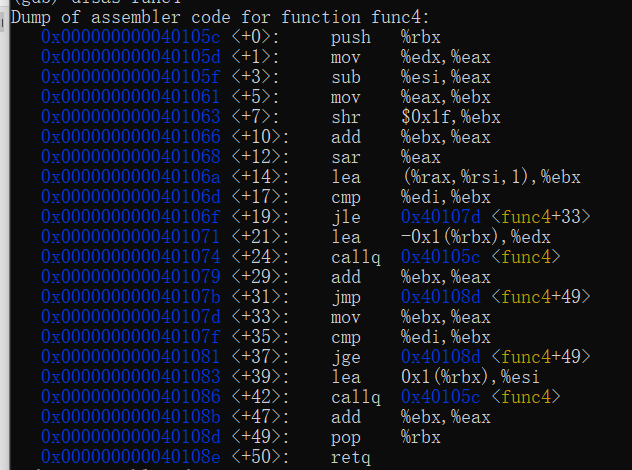 Dump of assembler code for function func4:
0x000000000040105c <+0>: push %rbx
0x000000000040105d <+1>: mov %edx,%eax
0x000000000040105f <+3>: sub %esi,%eax
0x0000000000401061 <+5>: mov %eax,%ebx
0x0000000000401063 <+7>: shr $0x1f,%ebx
0x0000000000401066 <+10>: add %ebx,%eax
0x0000000000401068 <+12>: sar %eax
0x000000000040106a <+14>: lea (%rax,%rsi,1),%ebx
0x000000000040106d <+17>: cmp %edi,%ebx
0x000000000040106f <+19>: jle 0x40107d <func4+33>
0x0000000000401071 <+21>: lea -0x1(%rbx),%edx
0x0000000000401074 <+24>: callq 0x40105c <func4>
0x0000000000401079 <+29>: add %ebx,%eax
0x000000000040107b <+31>: jmp 0x40108d <func4+49>
0x000000000040107d <+33>: mov %ebx,%eax
0x000000000040107f <+35>: cmp %edi,%ebx
0x0000000000401081 <+37>: jge 0x40108d <func4+49>
0x0000000000401083 <+39>: lea 0x1(%rbx),%esi
0x0000000000401086 <+42>: callq 0x40105c <func4>
0x000000000040108b <+47>: add %ebx,%eax
0x000000000040108d <+49>: pop %rbx
0x000000000040108e <+50>: retq